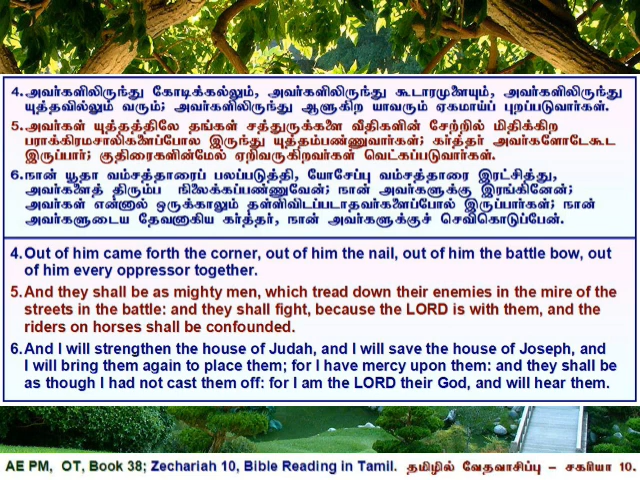 4.அவர்களிலிருந்து கோடிக்கல்லும், அவர்களிலிருந்து கூடாரமுளையும், அவர்களிலிருந்து
யுத்தவில்லும் வரும்; அவர்களிலிருந்து ஆளுகிற யாவரும் ஏகமாய்ப் புறப்படுவார்கள்.
5.அவர்கள் யுத்தத்திலே தங்கள் சத்துருக்களை வீதிகளின் சேற்றில் மிதிக்கிற
பராக்கிரமசாலிகளைப்போல இருந்து யுத்தம்பண்ணுவார்கள்; கர்த்தர் அவர்களோடேகூட
இருப்பார்; குதிரைகளின்மேல் ஏறிவருகிறவர்கள் வெட்கப்படுவார்கள்.
6.நான் யூதா வம்சத்தாரைப் பலப்படுத்தி, யோசேப்பு வம்சத்தாரை இரட்சித்து,
அவர்களைத் திரும்ப நிலைக்கப்பண்ணுவேன்; நான் அவர்களுக்கு இரங்கினேன்;
அவர்கள் என்னால் ஒருக்காலும் தள்ளிவிடப்படாதவர்களைப்போல் இருப்பார்கள்; நான்
அவர்களுடைய தேவனாகிய கர்த்தர், நான் அவர்களுக்குச் செவிகொடுப்பேன்.
4.Out of him came forth the corner, out of him the nail, out of him the battle bow, out
of him every oppressor together.
5.And they shall be as mighty men, which tread down their enemies in the mire of the
streets in the battle: and they shall fight, because the LORD is with them, and the
riders on horses shall be confounded.
6.And I will strengthen the house of Judah, and I will save the house of Joseph, and
I will bring them again to place them; for I have mercy upon them: and they shall be
as though I had not cast them off: for I am the LORD their God, and will hear them.
AE PM, OT, Book 38; Zechariah 10, Bible Reading in Tamil. தமிழில் வேதவாசிப்பு – சகரியா 10.